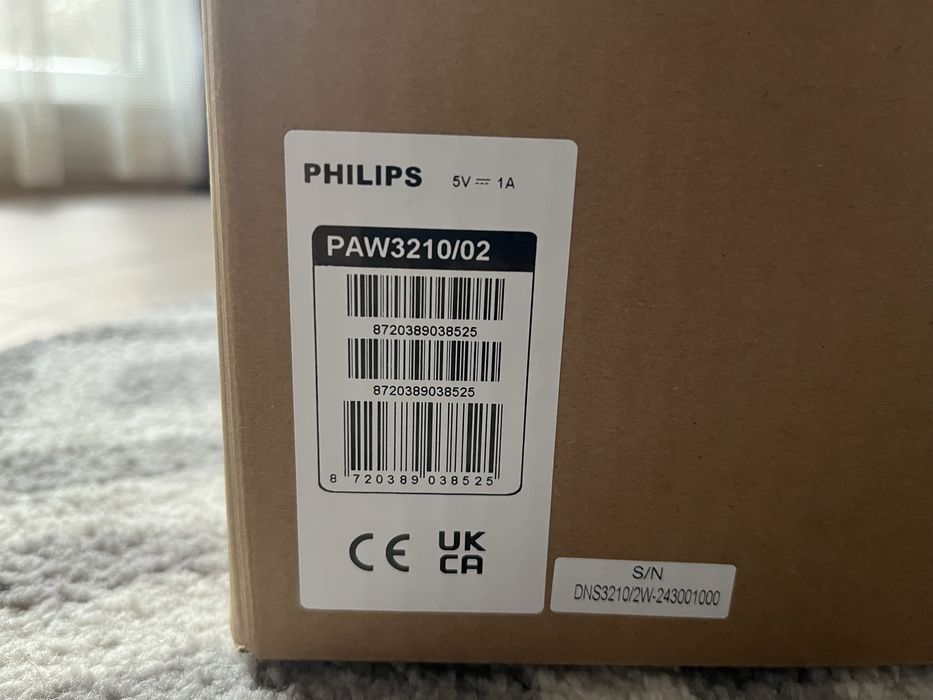 PHILIPS 5V ⎓ 1A
PAW3210/02
8720389038525
8720389038525
8 720389 038525
CE UK
CA
S/N
DNS3210/2W-243001000